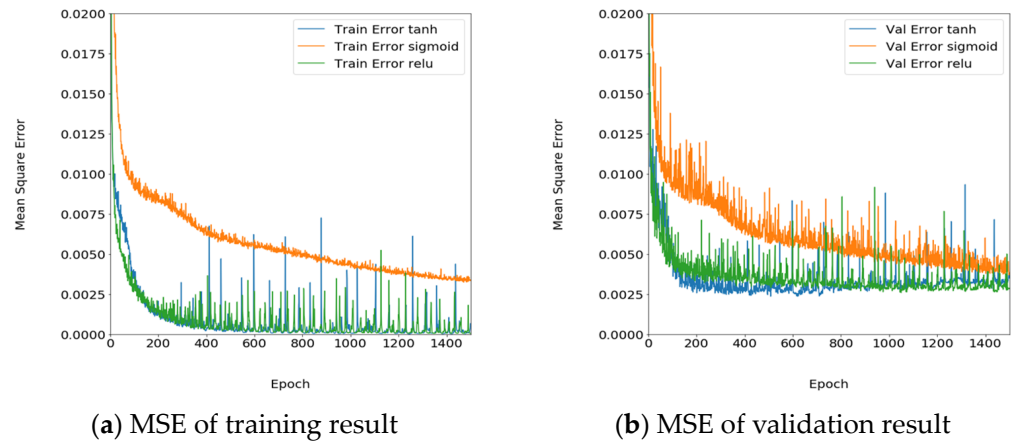 0.0200
0.0175
0.0150
0.0125
0.0100
0.0075
0.0050
0.0025
0.0000
Mean Square Error
Train Error tanh
Train Error sigmoid
Train Error relu
0 200 400 600 800 1000 1200 1400
Epoch
(a) MSE of training result
0.0200
0.0175
0.0150
0.0125
0.0100
0.0075
0.0050
0.0025
0.0000
Mean Square Error
Val Error tanh
Val Error sigmoid
Val Error relu
0 200 400 600 800 1000 1200 1400
Epoch
(b) MSE of validation result